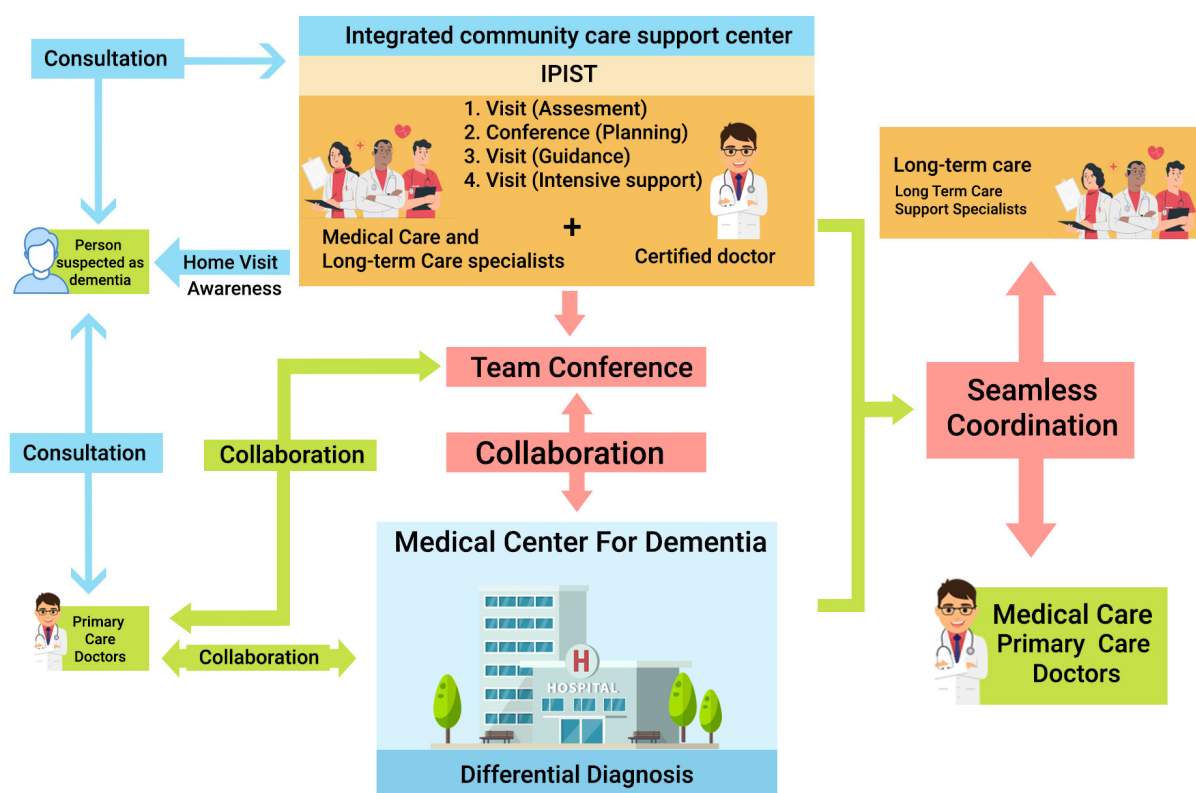 Integrated community care support center
Consultation
IPIST
1. Visit (Assesment)
2. Conference (Planning)
3. Visit (Guidance)
4. Visit (Intensive support)
+
Medical Care and
Long-term Care specialists
Certified doctor
Long-term care
Long Term Care
Support Specialists
Person
suspected as
dementia
Home Visit
Awareness
Team Conference
Seamless
Coordination
Consultation
Collaboration
Collaboration
Medical Center For Dementia
H
HOSPITAL
Differential Diagnosis
Primary
Care
Doctors
Collaboration
Medical Care
Primary Care
Doctors